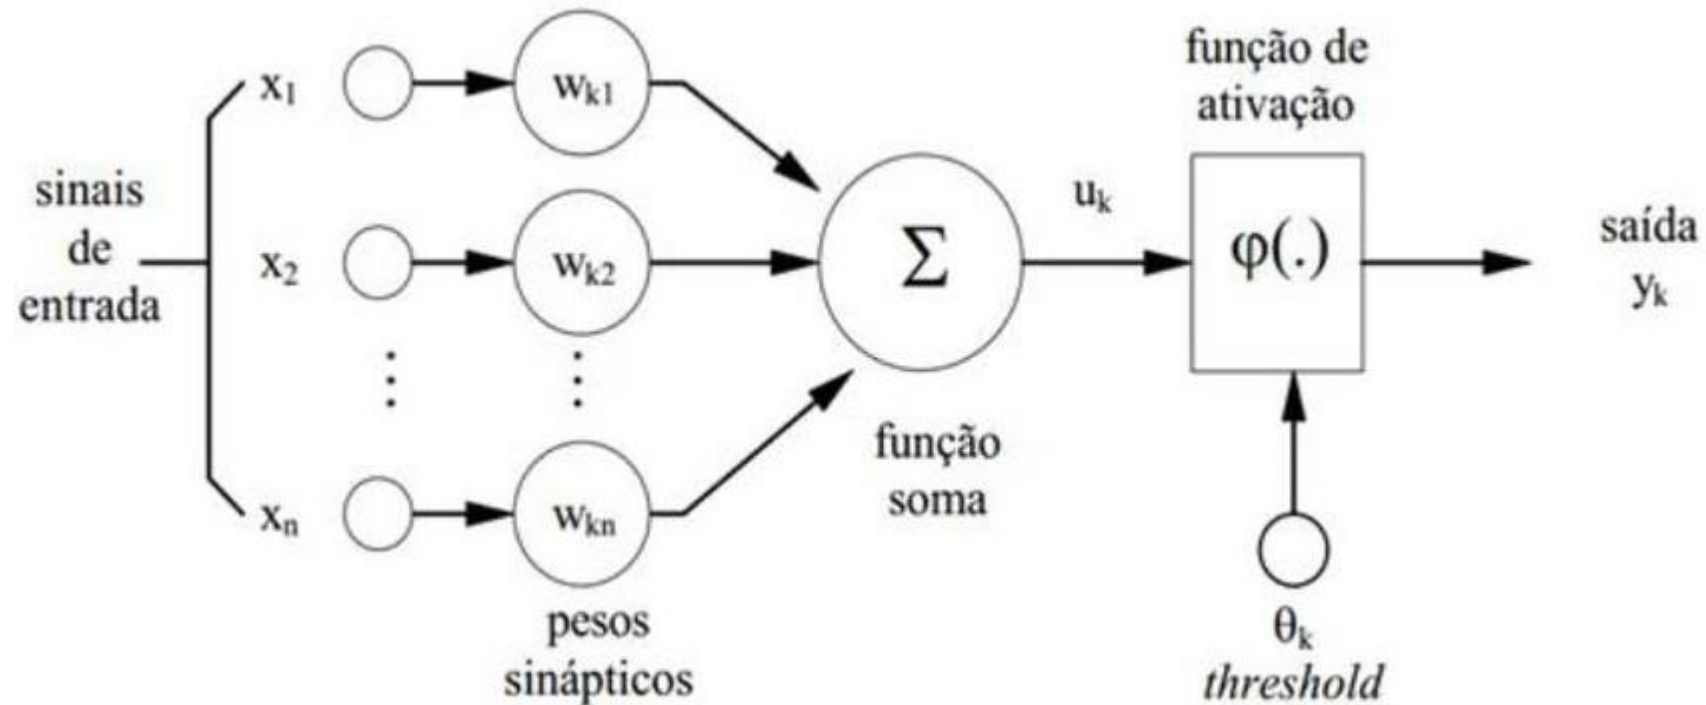 sinais
de
entrada
x1
x2
xn
wk1
wk2
wkn
pesos
sinápticos
Σ
função
soma
uk
função de
ativação
φ(.)
θk
threshold
saída
yk